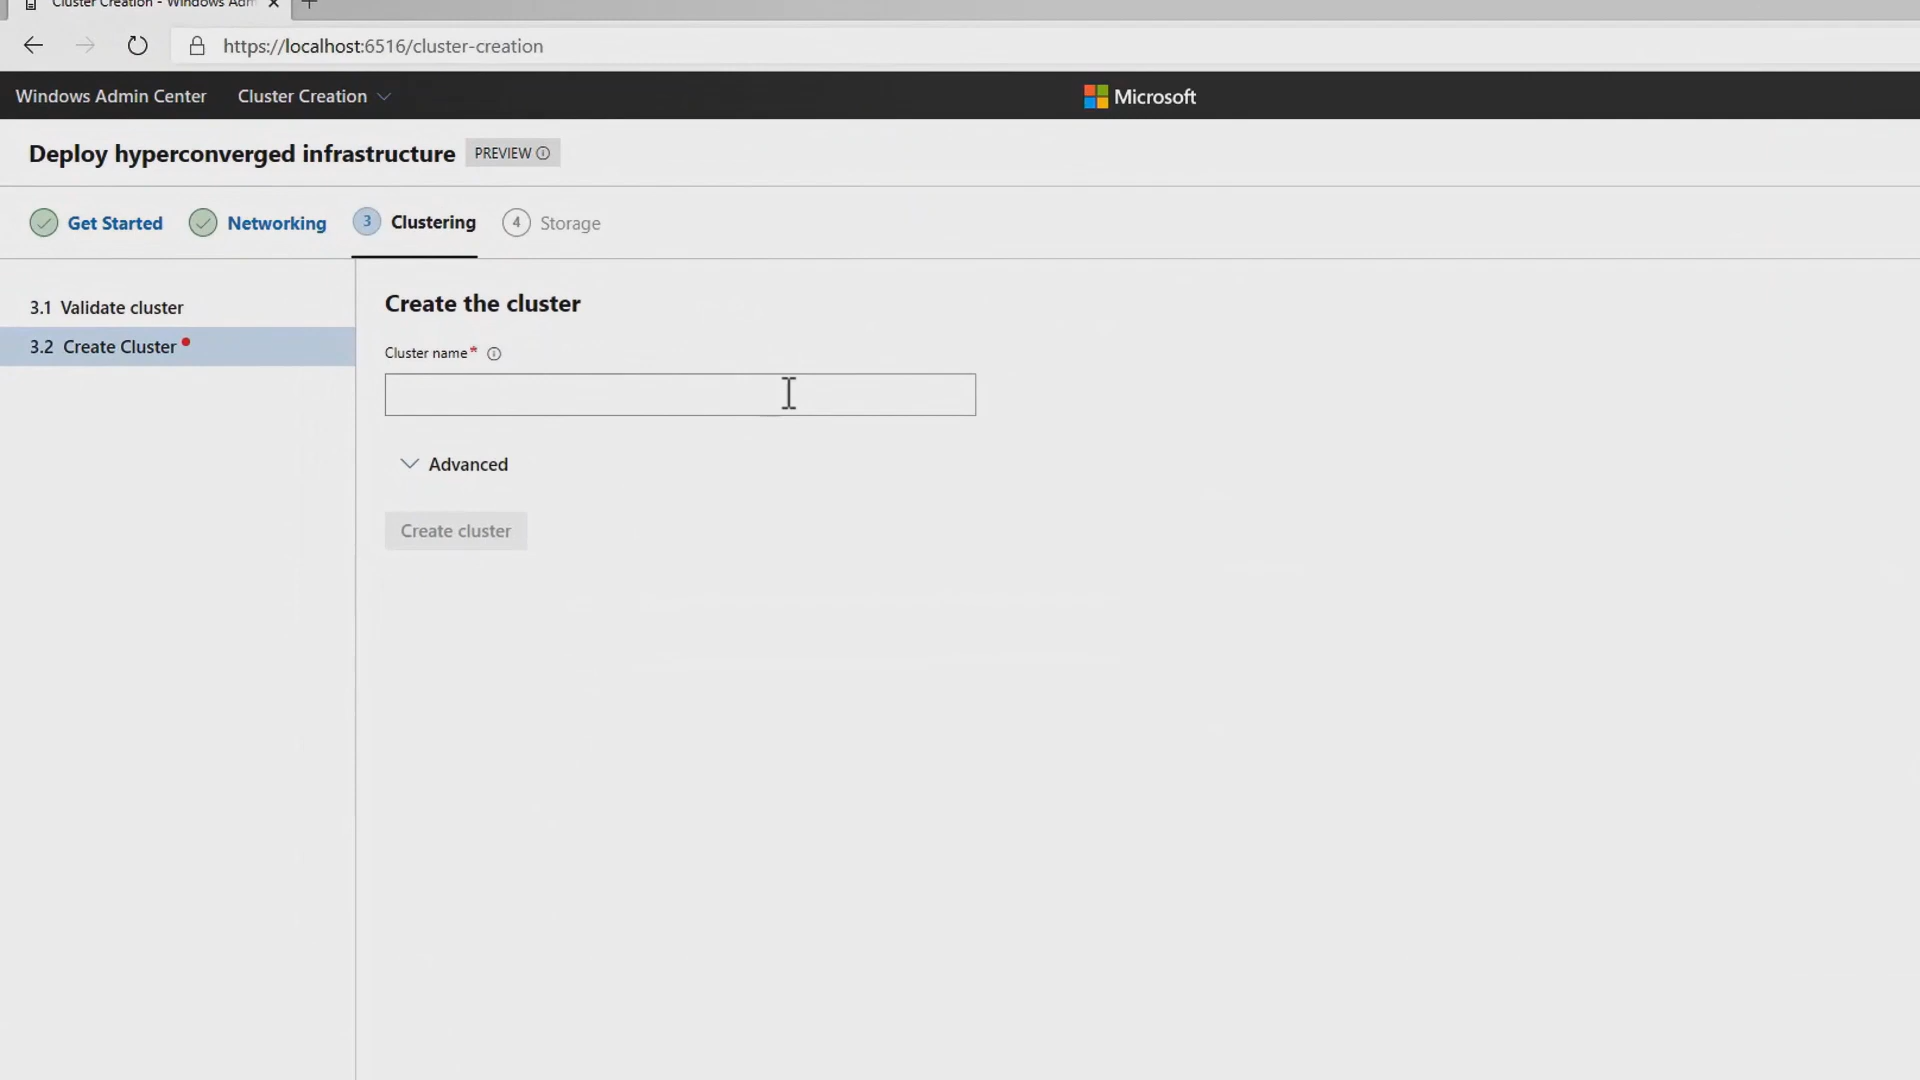 Cluster Creation - Windows Adm
https://localhost:6516/cluster-creation
Windows Admin Center Cluster Creation Microsoft
Deploy hyperconverged infrastructure PREVIEW
Get Started Networking 3 Clustering 4 Storage
3.1 Validate cluster
3.2 Create Cluster
Create the cluster
Cluster name*
Advanced
Create cluster